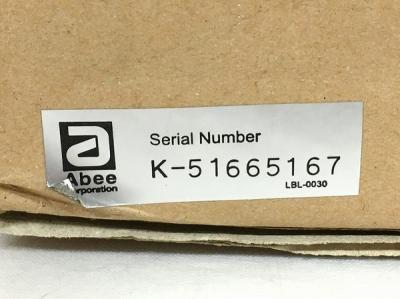 a
Abee
Corporation
Serial Number
K-51665167
LBL-0030